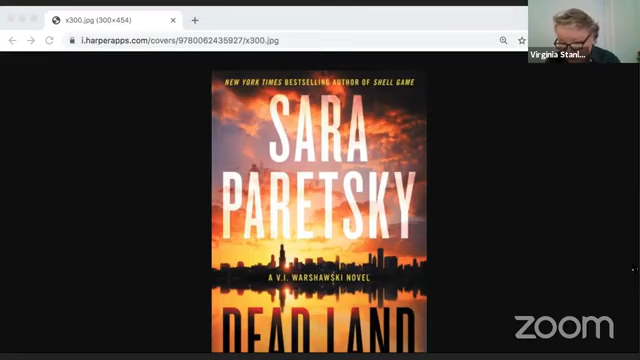 x300.jpg (300×454)
i.harperapps.com/covers/9780062435927/x300.jpg
Virginia Stanl...
NEW YORK TIMES BESTSELLING AUTHOR OF SHELL GAME
SARA
PARETSKY
A V.I. WARSHAWSKI NOVEL
DEAD LAND
zoom